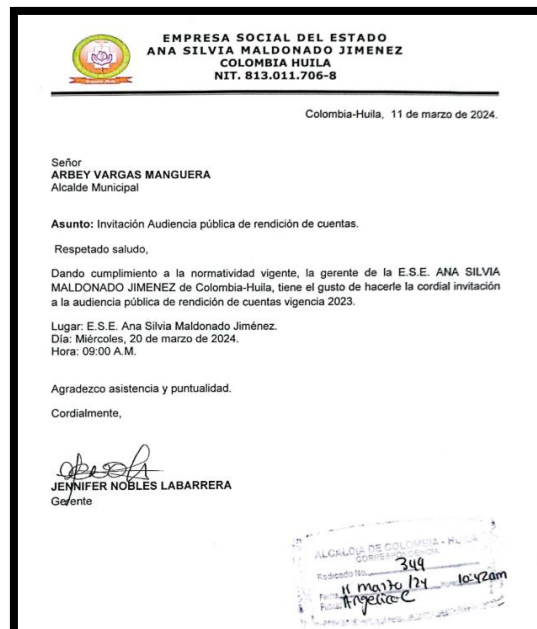 EMPRESA SOCIAL DEL ESTADO
ANA SILVIA MALDONADO JIMENEZ
COLOMBIA HUILA
NIT. 813.011.706-8
Colombia-Huila, 11 de marzo de 2024.
Señor
ARBEY VARGAS MANGUERA
Alcalde Municipal
Asunto: Invitación Audiencia pública de rendición de cuentas.
Respetado saludo,
Dando cumplimiento a la normatividad vigente, la gerente de la E.S.E. ANA SILVIA
MALDONADO JIMENEZ de Colombia-Huila, tiene el gusto de hacerle la cordial invitación
a la audiencia pública de rendición de cuentas vigencia 2023.
Lugar: E.S.E. Ana Silvia Maldonado Jiménez.
Día: Miércoles, 20 de marzo de 2024.
Hora: 09:00 A.M.
Agradezco asistencia y puntualidad.
Cordialmente,
JENNIFER NOBLES LABARRERA
Gerente
ALCALDIA DE COLOMBIA - HUILA
CORRESPONDENCIA
Radicado No. 349
11 marzo /24 10:42am
Angelica C